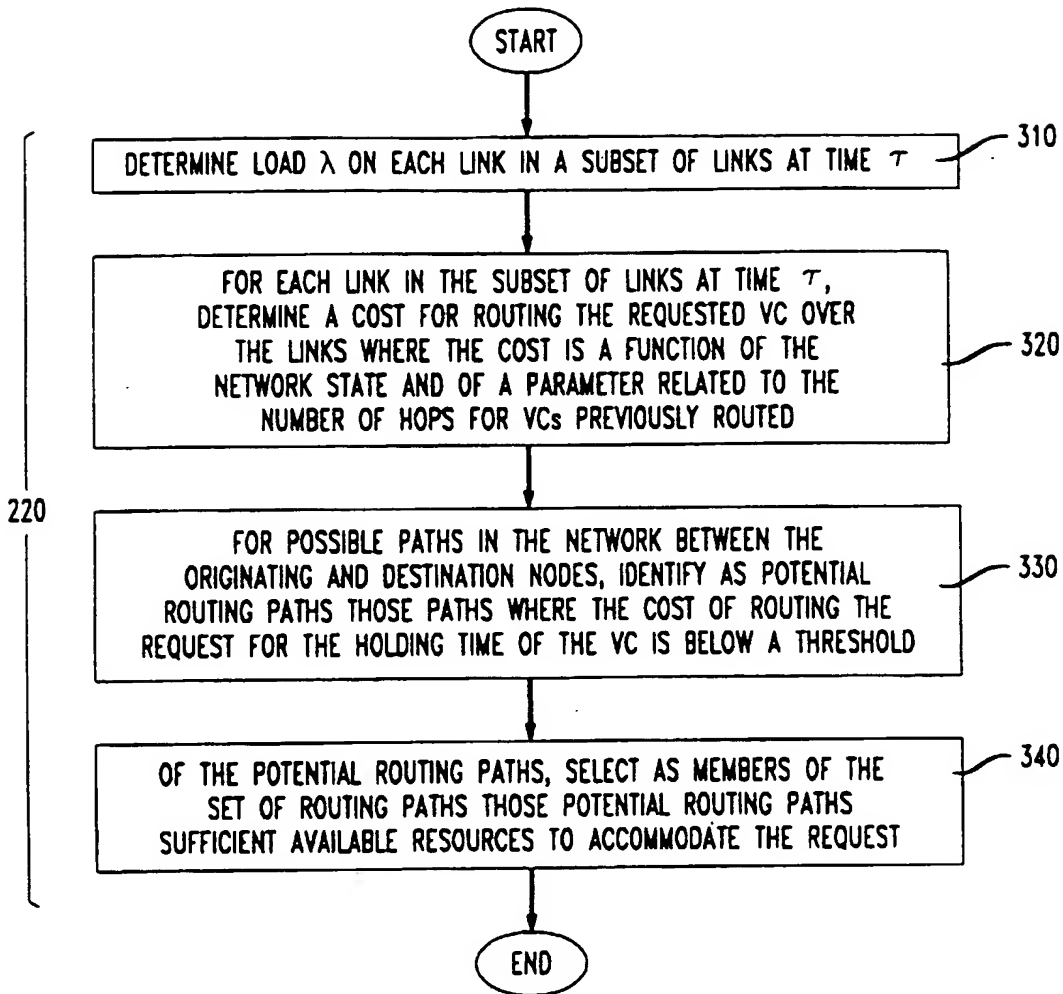 START
DETERMINE LOAD λ ON EACH LINK IN A SUBSET OF LINKS AT TIME τ
310
FOR EACH LINK IN THE SUBSET OF LINKS AT TIME τ,
DETERMINE A COST FOR ROUTING THE REQUESTED VC OVER
THE LINKS WHERE THE COST IS A FUNCTION OF THE
NETWORK STATE AND OF A PARAMETER RELATED TO THE
NUMBER OF HOPS FOR VCs PREVIOUSLY ROUTED
320
220
FOR POSSIBLE PATHS IN THE NETWORK BETWEEN THE
ORIGINATING AND DESTINATION NODES, IDENTIFY AS POTENTIAL
ROUTING PATHS THOSE PATHS WHERE THE COST OF ROUTING THE
REQUEST FOR THE HOLDING TIME OF THE VC IS BELOW A THRESHOLD
330
OF THE POTENTIAL ROUTING PATHS, SELECT AS MEMBERS OF THE
SET OF ROUTING PATHS THOSE POTENTIAL ROUTING PATHS
SUFFICIENT AVAILABLE RESOURCES TO ACCOMMODATE THE REQUEST
340
END